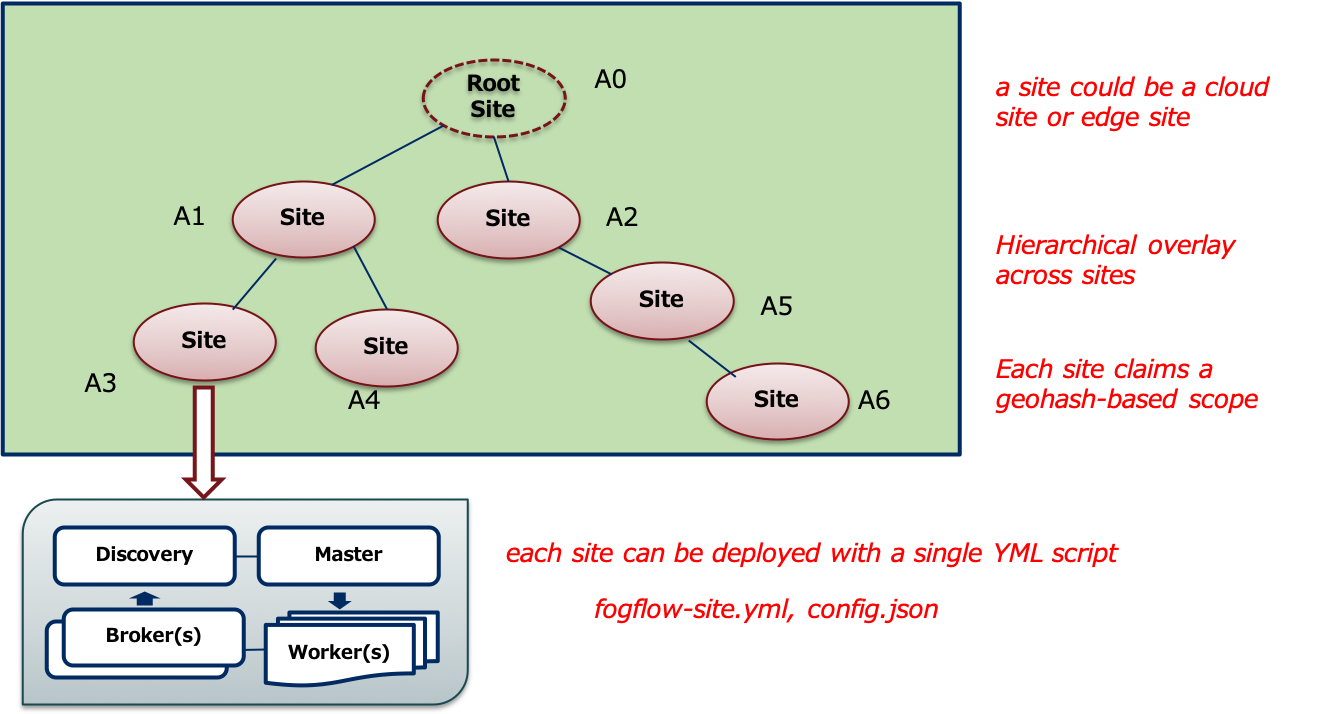 Root
Site
A0
a site could be a cloud
site or edge site
A1
Site
Site
A2
Hierarchical overlay
across sites
Site
A5
A3
Site
Site
A4
Site
A6
Each site claims a
geohash-based scope
Discovery
Master
each site can be deployed with a single YML script
Broker(s)
Worker(s)
fogflow-site.yml, config.json